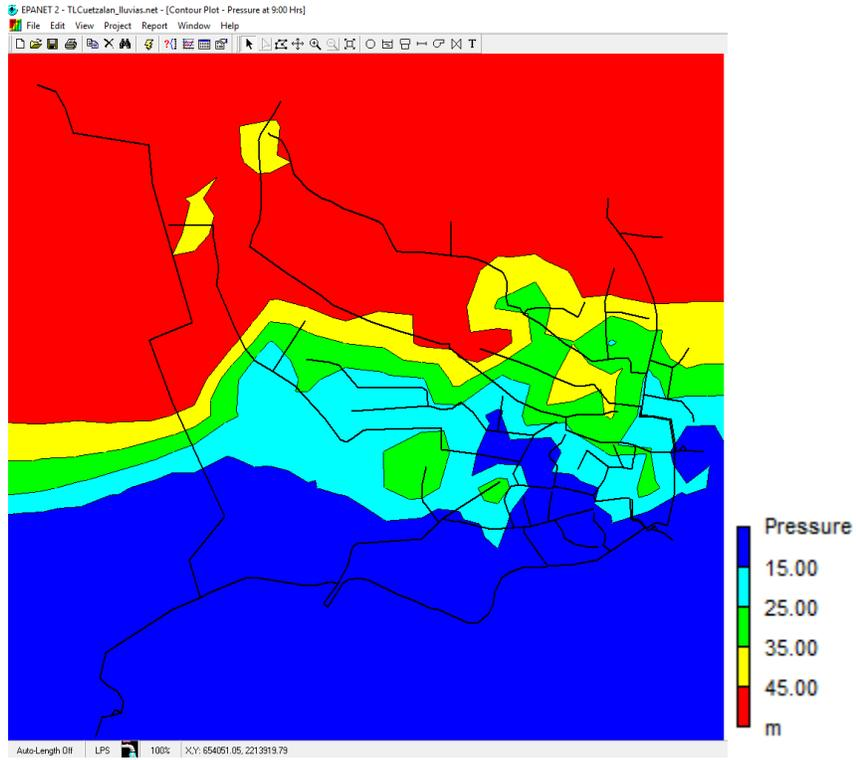 EPANET 2 - TLCuetzalan_lluvias.net - [Contour Plot - Pressure at 9:00 Hrs]
File Edit View Project Report Window Help
T
Pressure
15.00
25.00
35.00
45.00
m
Auto-Length Off LPS 100% X,Y: 654051.05, 2213919.79